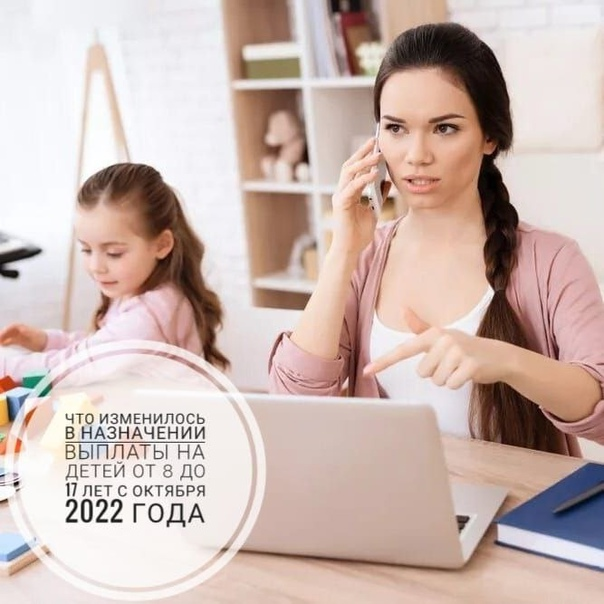 ЧТО ИЗМЕНИЛОСЬ
В НАЗНАЧЕНИИ
ВЫПЛАТЫ НА
ДЕТЕЙ ОТ 8 ДО
17 ЛЕТ С ОКТЯБРЯ
2022 ГОДА